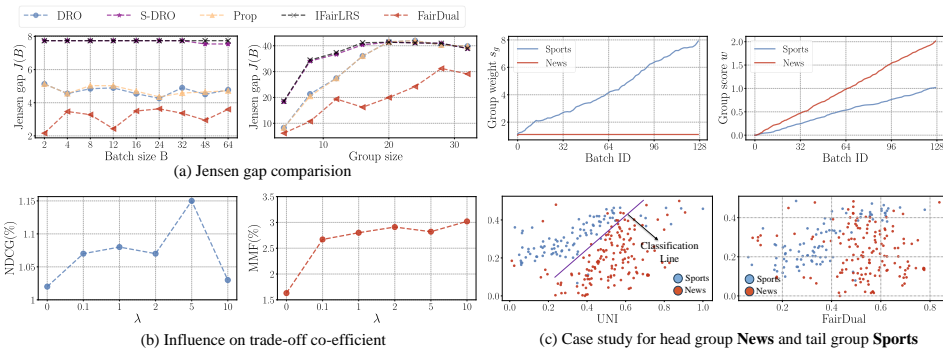 DRO S-DRO Prop IFairLRS FairDual
Jensen gap J(B)
8
6
4
2
2 4 8 12 16 24 32 64
Batch size B
Jensen gap J(B)
40
30
20
10
10 20 30
Group size
(a) Jensen gap comparision
Group weight s_g
8
6
4
2
Sports
News
0 32 64 96 128
Batch ID
Group score w
2.0
1.5
1.0
0.5
0.0
Sports
News
0 32 64 96 128
Batch ID
NDCG(%)
1.15
1.1
1.05
1
0 0.1 1 2 5 10
λ
MMF(%)
3.5
3
2.5
2
1.5
0 0.1 1 2 5 10
λ
(b) Influence on trade-off co-efficient
0.4
0.2
0.0
Classification
Line
Sports
News
0.0 0.2 0.4 0.6 0.8 1.0
UNI
0.4
0.2
0.0
Sports
News
0.2 0.4 0.6 0.8
FairDual
(c) Case study for head group News and tail group Sports